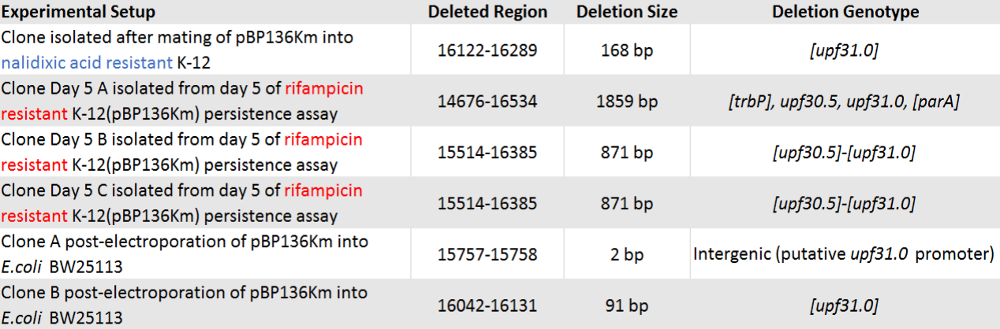 Experimental Setup Deleted Region Deletion Size Deletion Genotype
Clone isolated after mating of pBP136Km into
nalidixic acid resistant K-12
16122-16289 168 bp [upf31.0]
Clone Day 5 A isolated from day 5 of rifampicin
resistant K-12(pBP136Km) persistence assay
14676-16534 1859 bp [trbP], upf30.5, upf31.0, [parA]
Clone Day 5 B isolated from day 5 of rifampicin
resistant K-12(pBP136Km) persistence assay
15514-16385 871 bp [upf30.5]-[upf31.0]
Clone Day 5 C isolated from day 5 of rifampicin
resistant K-12(pBP136Km) persistence assay
15514-16385 871 bp [upf30.5]-[upf31.0]
Clone A post-electroporation of pBP136Km into
E.coli BW25113
15757-15758 2 bp Intergenic (putative upf31.0 promoter)
Clone B post-electroporation of pBP136Km into
E.coli BW25113
16042-16131 91 bp [upf31.0]